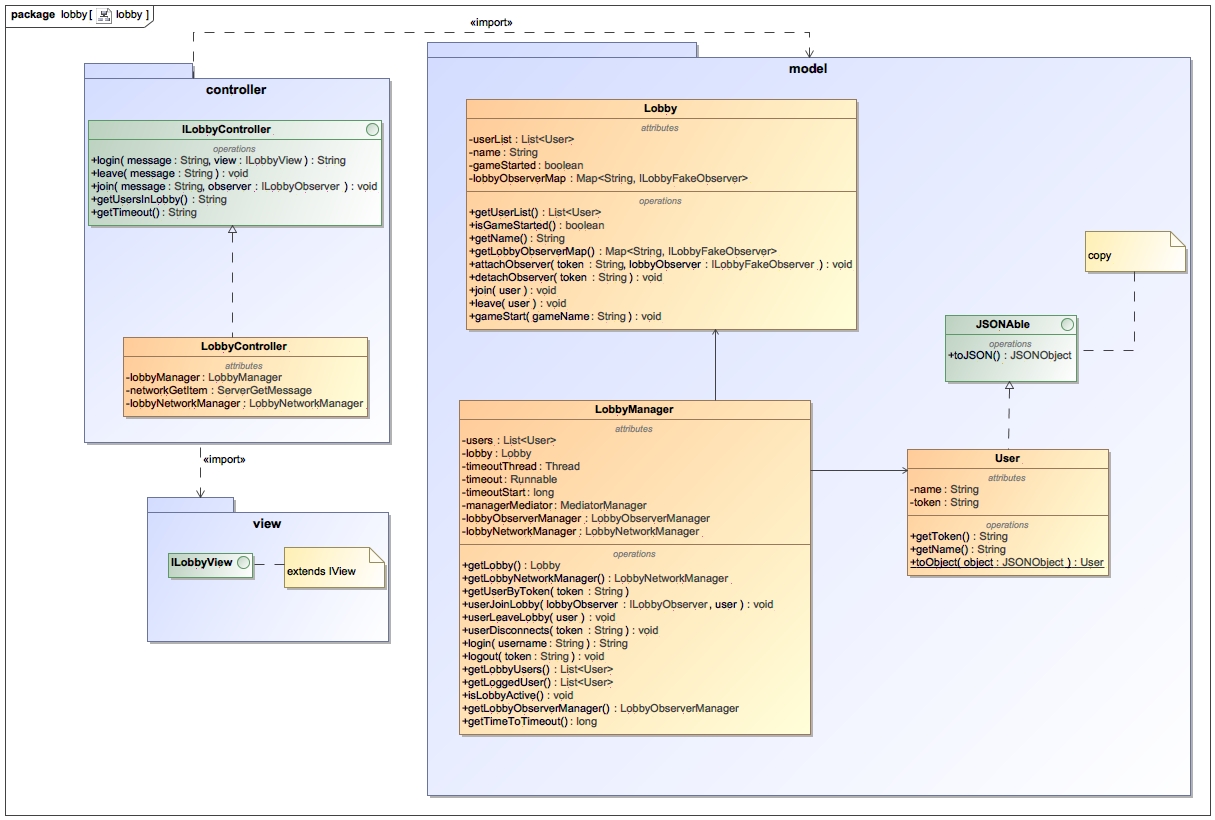 package lobby[ lobby ]
«import»
controller
ILobbyController
operations
+login( message : String, view : ILobbyView ) : String
+leave( message : String ) : void
+join( message : String, observer : ILobbyObserver ) : void
+getUsersInLobby() : String
+getTimeout() : String
LobbyController
attributes
-lobbyManager : LobbyManager
-networkGetItem : ServerGetMessage
-lobbyNetworkManager : LobbyNetworkManager
«import»
view
ILobbyView
extends IView
model
Lobby
attributes
-userList : List<User>
-name : String
-gameStarted : boolean
-lobbyObserverMap : Map<String, ILobbyFakeObserver>
operations
+getUserList() : List<User>
+isGameStarted() : boolean
+getName() : String
+getLobbyObserverMap() : Map<String, ILobbyFakeObserver>
+attachObserver( token : String, lobbyObserver : ILobbyFakeObserver ) : void
+detachObserver( token : String ) : void
+join( user ) : void
+leave( user ) : void
+gameStart( gameName : String ) : void
copy
JSONAble
operations
+toJSON() : JSONObject
LobbyManager
attributes
-users : List<User>
-lobby : Lobby
-timeoutThread : Thread
-timeout : Runnable
-timeoutStart : long
-managerMediator : MediatorManager
-lobbyObserverManager : LobbyObserverManager
-lobbyNetworkManager : LobbyNetworkManager
operations
+getLobby() : Lobby
+getLobbyNetworkManager() : LobbyNetworkManager
+getUserByToken( token : String )
+userJoinLobby( lobbyObserver : ILobbyObserver, user ) : void
+userLeaveLobby( user ) : void
+userDisconnects( token : String ) : void
+login( username : String ) : String
+logout( token : String ) : void
+getLobbyUsers() : List<User>
+getLoggedUser() : List<User>
+isLobbyActive() : void
+getLobbyObserverManager() : LobbyObserverManager
+getTimeToTimeout() : long
User
attributes
-name : String
-token : String
operations
+getToken() : String
+getName() : String
+toObject( object : JSONObject ) : User